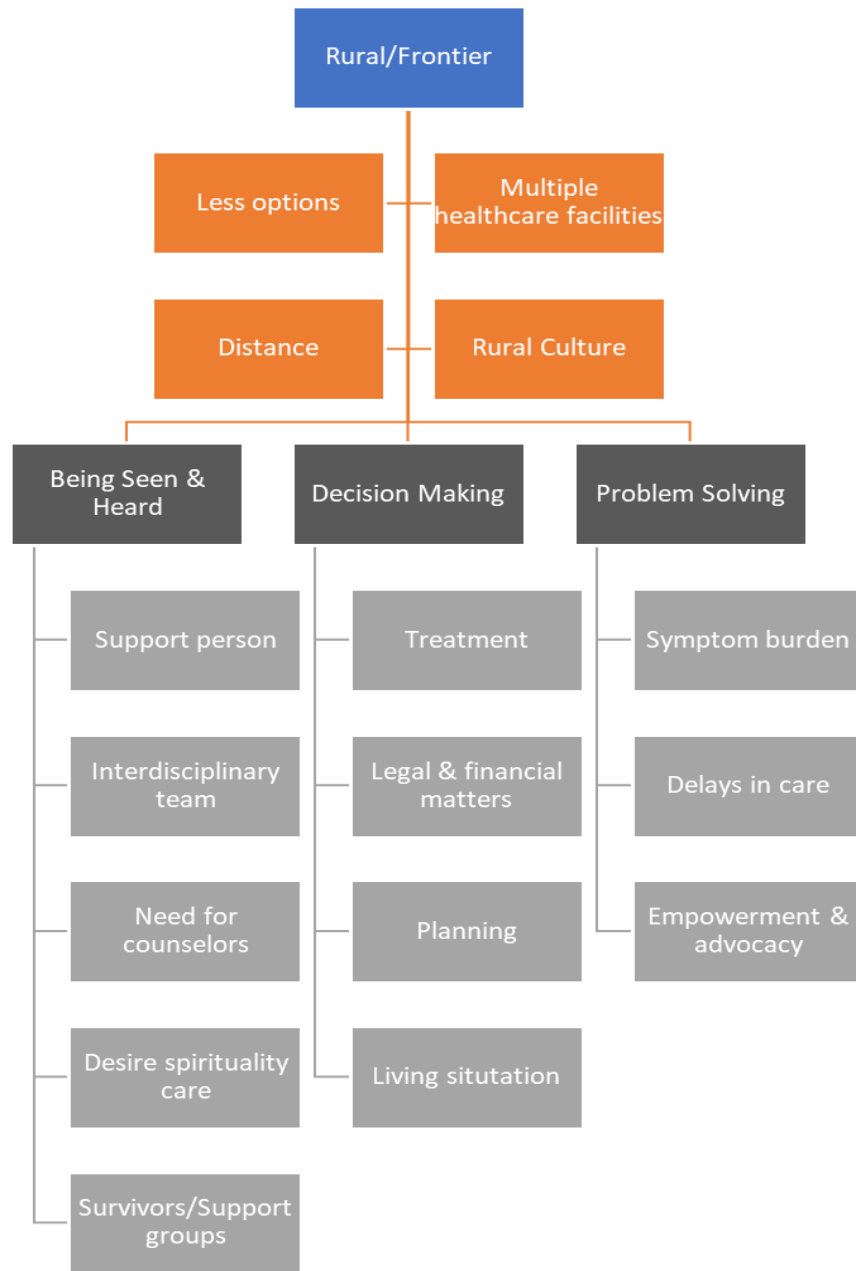 Rural/Frontier
Less options
Multiple
healthcare facilities
Distance
Rural Culture
Being Seen &
Heard
Decision Making
Problem Solving
Support person
Treatment
Symptom burden
Interdisciplinary
team
Legal & financial
matters
Delays in care
Need for
counselors
Planning
Empowerment &
advocacy
Desire spirituality
care
Living situtation
Survivors/Support
groups